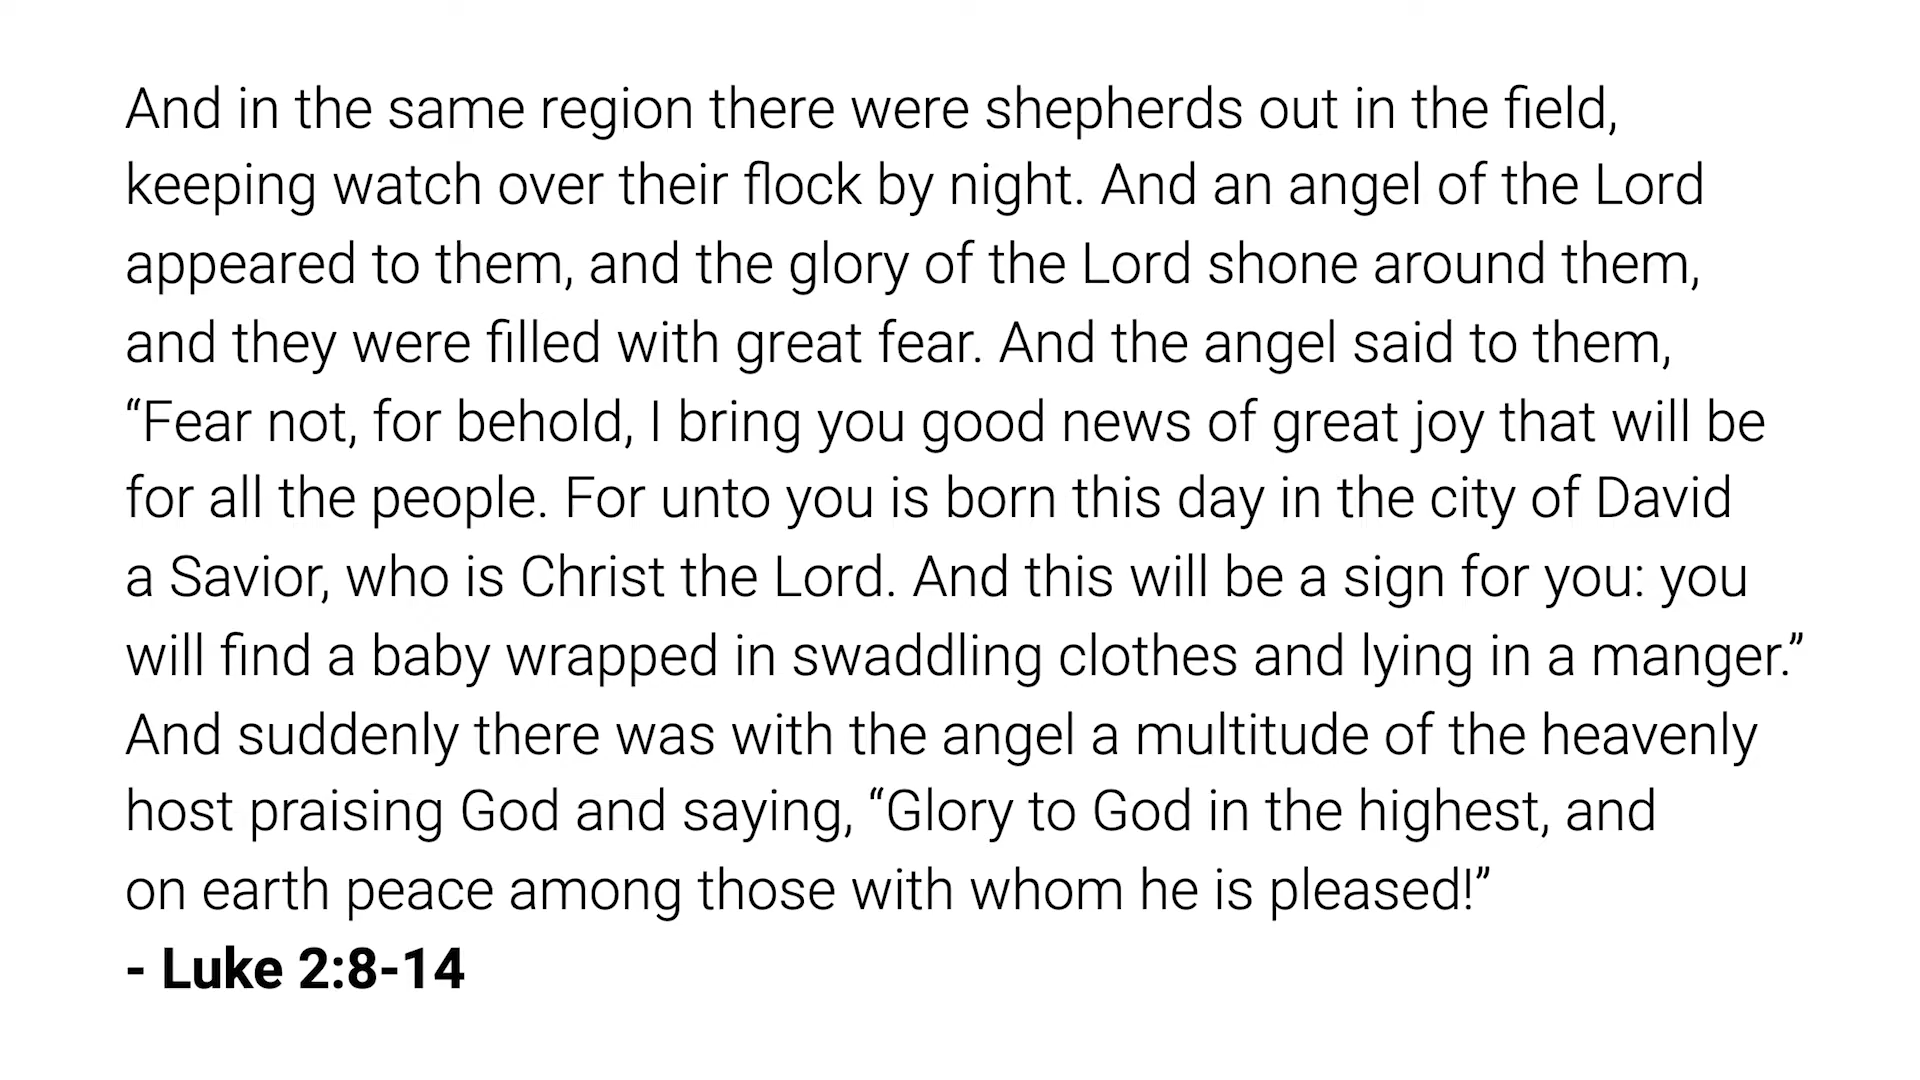 And in the same region there were shepherds out in the field,
keeping watch over their flock by night. And an angel of the Lord
appeared to them, and the glory of the Lord shone around them,
and they were filled with great fear. And the angel said to them,
“Fear not, for behold, I bring you good news of great joy that will be
for all the people. For unto you is born this day in the city of David
a Savior, who is Christ the Lord. And this will be a sign for you: you
will find a baby wrapped in swaddling clothes and lying in a manger.”
And suddenly there was with the angel a multitude of the heavenly
host praising God and saying, “Glory to God in the highest, and
on earth peace among those with whom he is pleased!”
- Luke 2:8-14